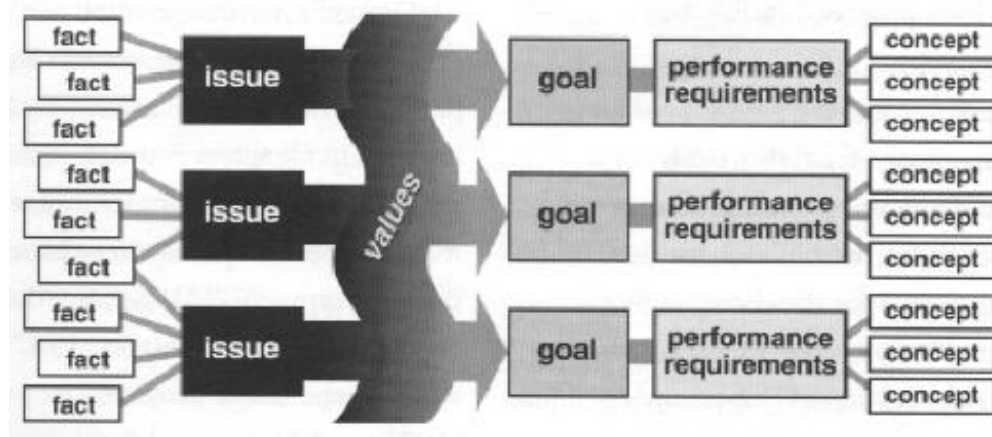 fact
fact
fact
issue
goal
performance
requirements
concept
concept
concept
fact
fact
fact
issue
values
goal
performance
requirements
concept
concept
concept
fact
fact
fact
issue
goal
performance
requirements
concept
concept
concept